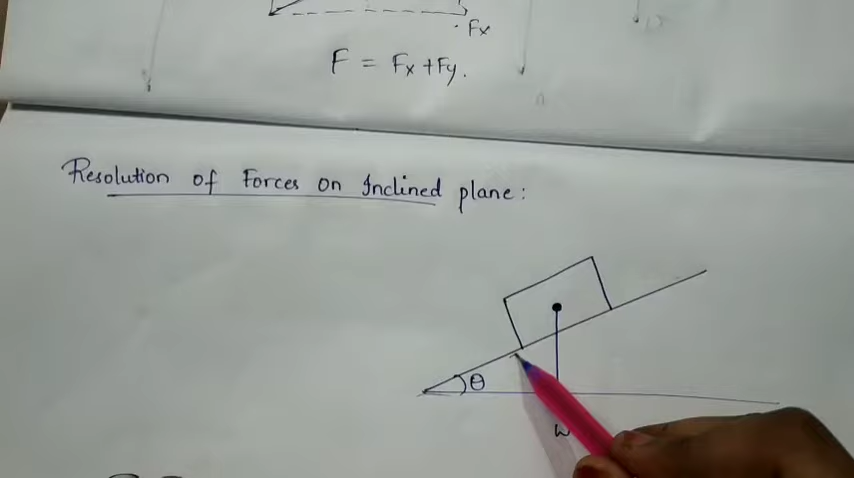 Fx
F = Fx + Fy.
Resolution of Forces on Inclined plane:
θ
W